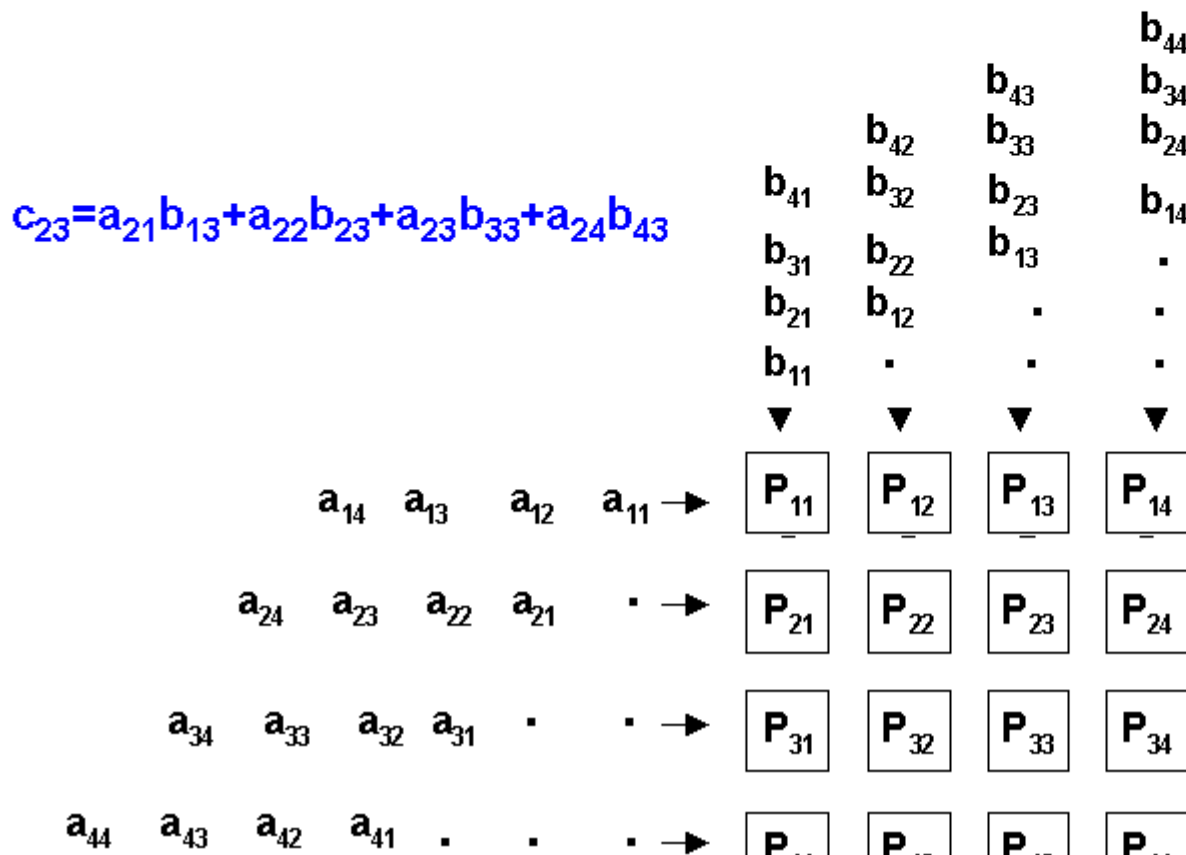 b44
b43 b34
b42 b33 b24
b41 b32 b23 b14
c23=a21b13+a22b23+a23b33+a24b43
b31 b22 b13 .
b21 b12 . .
b11 . . .
a14 a13 a12 a11 P11 P12 P13 P14
a24 a23 a22 a21 . P21 P22 P23 P24
a34 a33 a32 a31 . . P31 P32 P33 P34
a44 a43 a42 a41 . . .